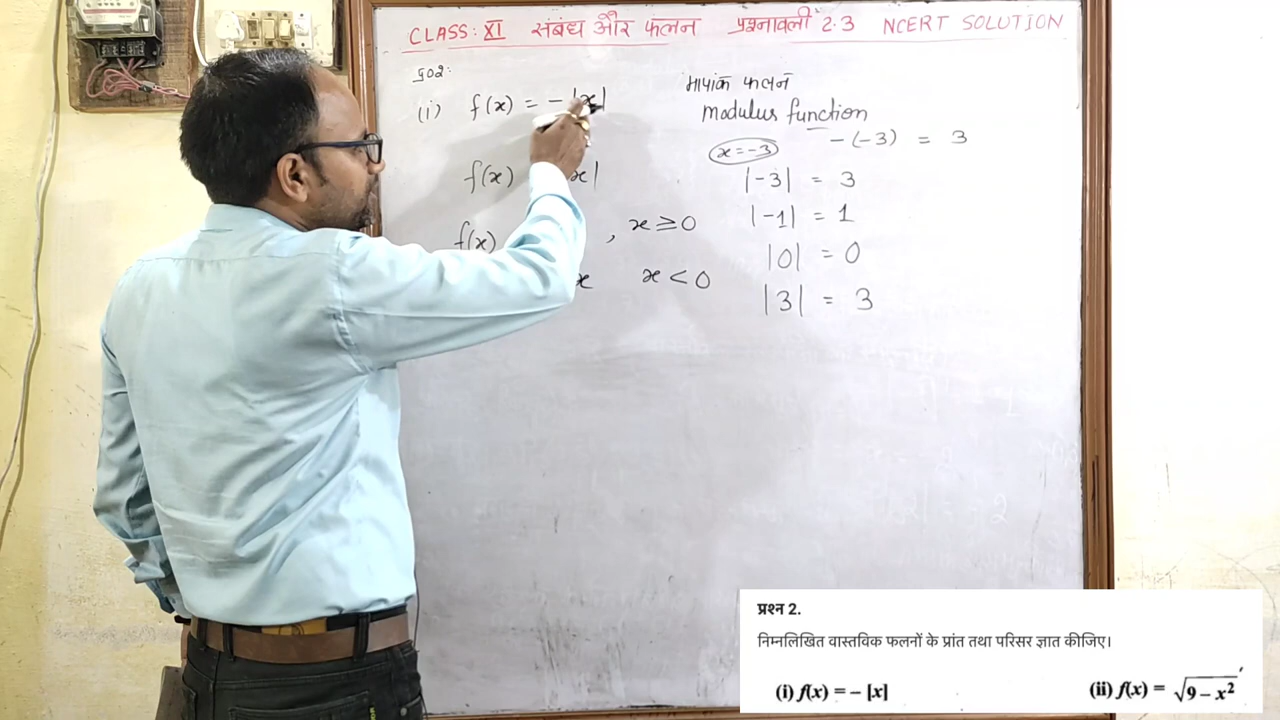 CLASS: XI संबंध और फलन प्रश्नावली 2.3 NCERT SOLUTION
प्र02:
(i) f(x) = -|x|
मापांक फलन
Modulus function
-(-3) = 3
x=-3
f(x) x|
|-3| = 3
|-1| = 1
f(x) , x≥0
|0| = 0
x x<0
|3| = 3
प्रश्न 2.
निम्नलिखित वास्तविक फलनों के प्रांत तथा परिसर ज्ञात कीजिए।
(i) f(x) = – [x] (ii) f(x) = √9 – x²